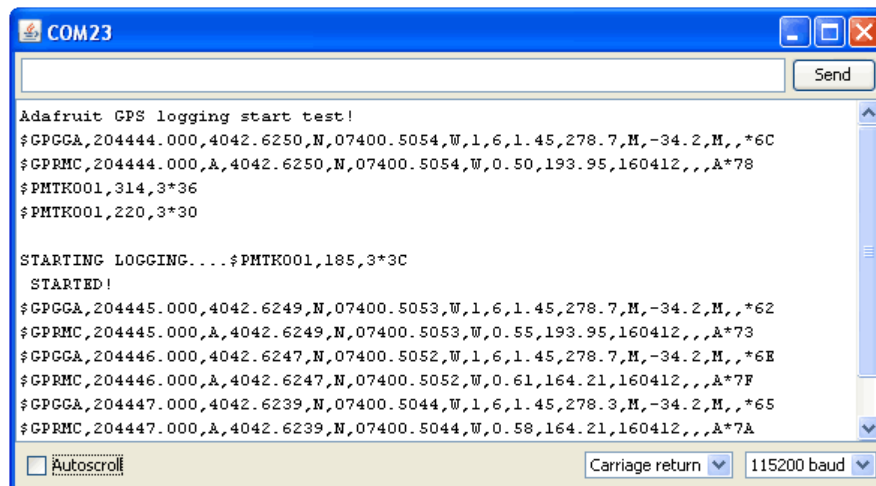 COM23
Send
Adafruit GPS logging start test!
$GPGGA,204444.000,4042.6250,N,07400.5054,W,1,6,1.45,278.7,M,-34.2,M,,*6C
$GPRMC,204444.000,A,4042.6250,N,07400.5054,W,0.50,193.95,160412,,,A*78
$PMTK001,314,3*36
$PMTK001,220,3*30
STARTING LOGGING....$PMTK001,185,3*3C
STARTED!
$GPGGA,204445.000,4042.6249,N,07400.5053,W,1,6,1.45,278.7,M,-34.2,M,,*62
$GPRMC,204445.000,A,4042.6249,N,07400.5053,W,0.55,193.95,160412,,,A*73
$GPGGA,204446.000,4042.6247,N,07400.5052,W,1,6,1.45,278.7,M,-34.2,M,,*6E
$GPRMC,204446.000,A,4042.6247,N,07400.5052,W,0.61,164.21,160412,,,A*7F
$GPGGA,204447.000,4042.6239,N,07400.5044,W,1,6,1.45,278.3,M,-34.2,M,,*65
$GPRMC,204447.000,A,4042.6239,N,07400.5044,W,0.58,164.21,160412,,,A*7A
Autoscroll
Carriage return
115200 baud